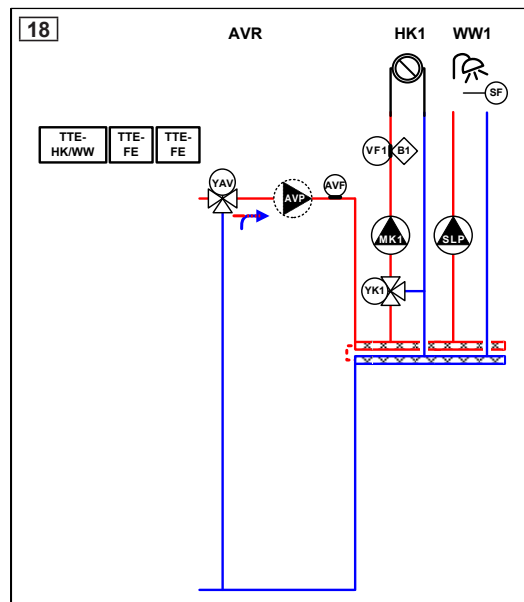 18
AVR
HK1
WW1
SF
TTE-
HK/WW
TTE-
FE
TTE-
FE
VF1
B1
YAV
AVP
AVF
MK1
SLP
YK1